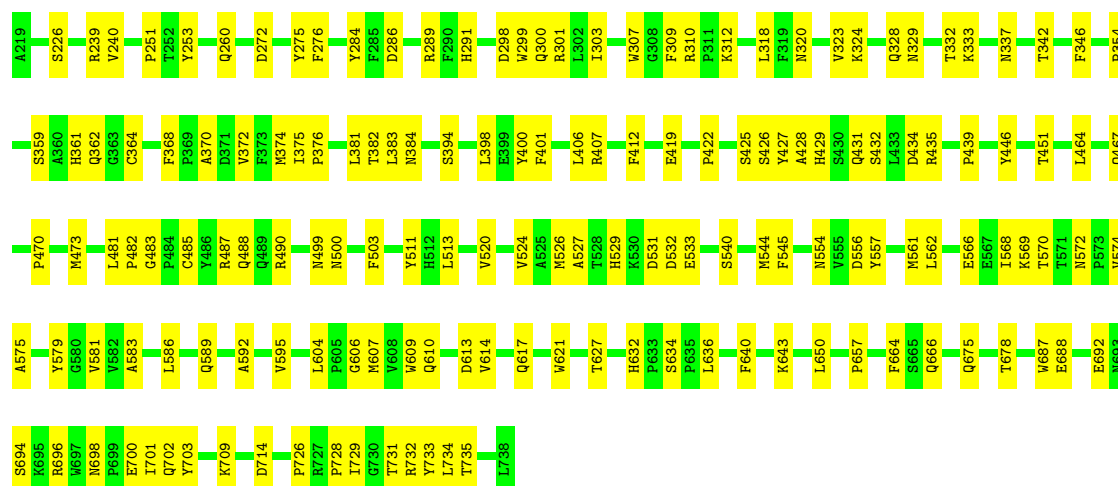 A219 S226 R239 V240 P251 T252 Y253 Q260 D272 Y275 F276 Y284 F285 D286 R289 F290 H291 D298 W299 Q300 R301 L302 I303 W307 G308 F309 R310 P311 K312 L318 F319 N320 V323 K324 Q328 N329 T332 K333 N337 T342 F346
S359 A360 H361 Q362 G363 C364 F368 P369 A370 D371 V372 F373 M374 I375 P376 L381 T382 L383 N384 S394 L398 E399 Y400 F401 L406 R407 F412 E419 P422 S425 S426 Y427 A428 H429 S430 Q431 S432 L433 D434 R435 P439 Y446 T451 L464
P470 M473 L481 P482 G483 P484 C485 Y486 R487 Q488 Q489 R490 N499 N500 F503 Y511 H512 L513 V520 V524 A525 M526 A527 T528 H529 K530 D531 D532 E533 S540 M544 F545 N554 V555 D556 Y557 M561 L562 E566 E567 I568 K569 T570 T571 N572 P573 V574
A575 Y579 G580 V581 V582 A583 L586 Q589 A592 V595 L604 P605 G606 M607 V608 W609 Q610 D613 V614 Q617 W621 T627 H632 P633 S634 P635 L636 F640 K643 L650 P657 F664 S665 Q666 Q675 T678 W687 E688 E692 N693
S694 K695 R696 W697 N698 P699 E700 I701 Q702 Y703 K709 D714 P726 R727 P728 I729 G730 T731 R732 Y733 L734 T735 L738